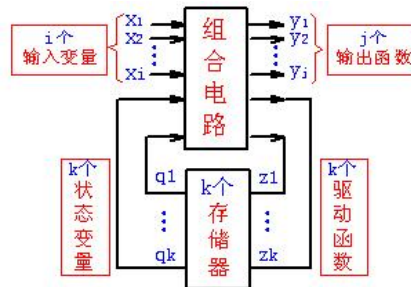 i个
输入变量
x1
x2
xi
组合电路
y1
y2
yj
j个
输出函数
k个
状态变量
q1
qk
k个
存储器
z1
zk
k个
驱动函数